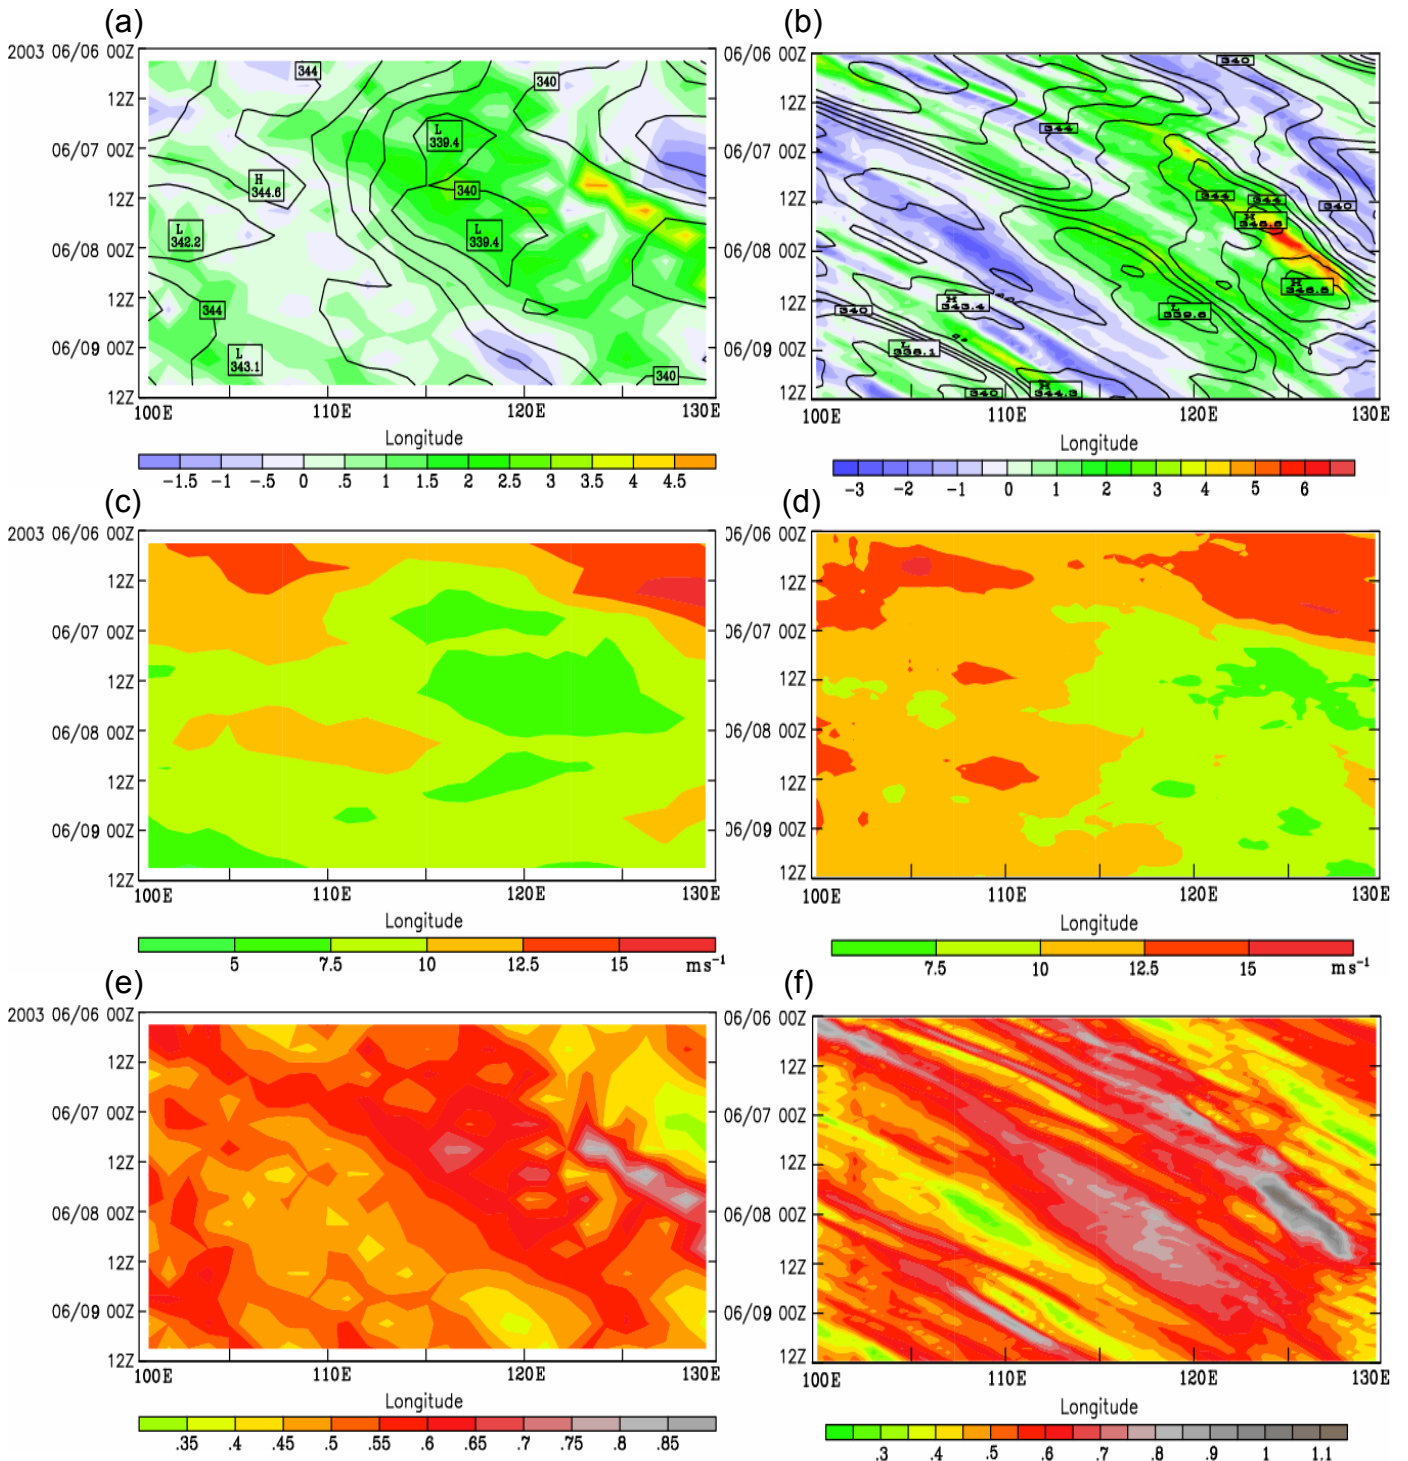 (a)
(b)
2003 06/06 00Z
12Z
06/07 00Z
12Z
06/08 00Z
12Z
06/09 00Z
12Z
344
340
L
339.4
H
344.6
340
L
342.2
L
339.4
344
L
343.1
340
100E 110E 120E 130E
Longitude
-1.5 -1 -.5 0 .5 1 1.5 2 2.5 3 3.5 4 4.5
06/06 00Z
12Z
06/07 00Z
12Z
06/08 00Z
12Z
06/09 00Z
12Z
340
344
344
344
340
H
H
343.4
340
L
339.6
L
338.1
H
344.3
340
100E 110E 120E 130E
Longitude
-3 -2 -1 0 1 2 3 4 5 6
(c)
(d)
2003 06/06 00Z
12Z
06/07 00Z
12Z
06/08 00Z
12Z
06/09 00Z
12Z
100E 110E 120E 130E
Longitude
5 7.5 10 12.5 15 ms⁻¹
06/06 00Z
12Z
06/07 00Z
12Z
06/08 00Z
12Z
06/09 00Z
12Z
100E 110E 120E 130E
Longitude
7.5 10 12.5 15 ms⁻¹
(e)
(f)
2003 06/06 00Z
12Z
06/07 00Z
12Z
06/08 00Z
12Z
06/09 00Z
12Z
100E 110E 120E 130E
Longitude
.35 .4 .45 .5 .55 .6 .65 .7 .75 .8 .85
06/06 00Z
12Z
06/07 00Z
12Z
06/08 00Z
12Z
06/09 00Z
12Z
100E 110E 120E 130E
Longitude
.3 .4 .5 .6 .7 .8 .9 1 1.1